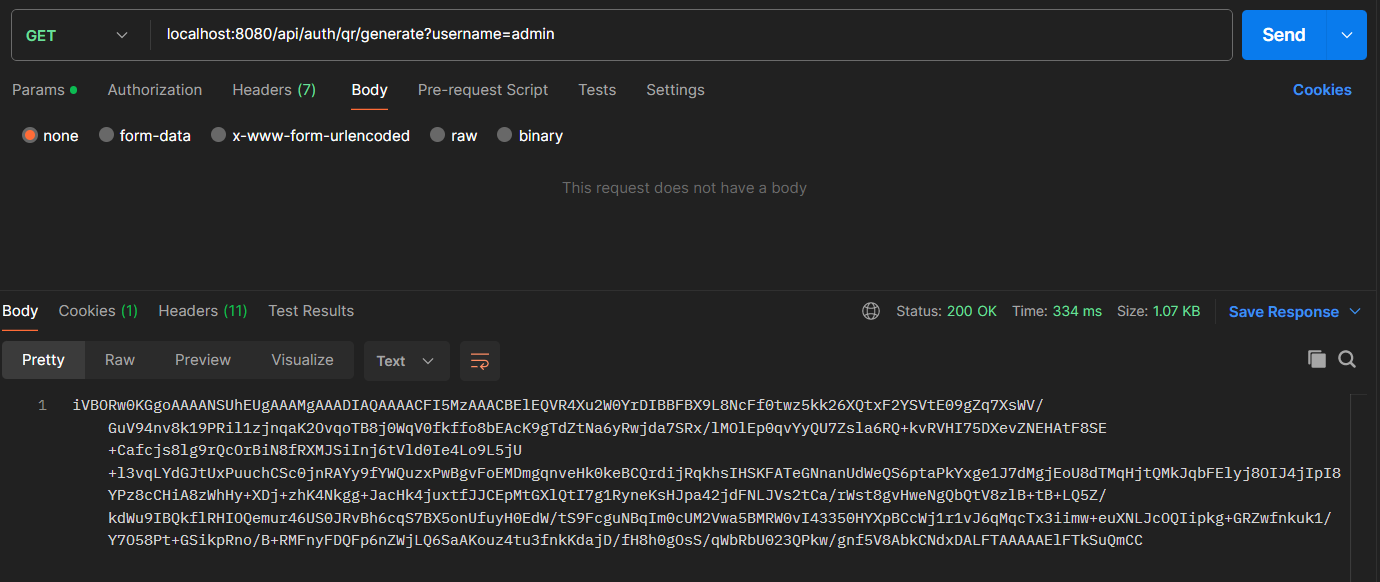 GET
localhost:8080/api/auth/qr/generate?username=admin
Send
Params
Authorization
Headers (7)
Body
Pre-request Script
Tests
Settings
Cookies
none
form-data
x-www-form-urlencoded
raw
binary
This request does not have a body
Body
Cookies (1)
Headers (11)
Test Results
Status: 200 OK
Time: 334 ms
Size: 1.07 KB
Save Response
Pretty
Raw
Preview
Visualize
Text
1
iVBORw0KGgoAAAANSUhEUgAAAMgAAADIAQAAAACFI5MzAAACBElEQVR4Xu2W0YrDIBBFBX9L8NcFf0twz5kk26XQtxF2YSVtE09gZq7XsWV/
GuV94nv8k19PRil1zjnqaK2OvqoTB8j0WqV0fkffo8bEAcK9gTdZtNa6yRwjda7SRx/lMOlEp0qvYyQU7Zsla6RQ+kvRVHI75DXevZNEHAtF8SE
+Cafcjs8lg9rQcOrBiN8fRXMJSiInj6tVld0Ie4Lo9L5jU
+l3vqLYdGJtUxPuuchCSc0jnRAYy9fYWQuzxPwBgvFoEMDmgqnveHk0keBCQrdijRqkhsIHSKFATeGNnanUdWeQS6ptaPkYxge1J7dMgjEoU8dTMqHjtQMkJqbFElyj8OIJ4jIpI8
YPz8cCHiA8zWhHy+XDj+zhK4Nkgg+JacHk4juxtfJJCEpMtGXlQtI7g1RyneKsHJpa42jdFNLJVs2tCa/rWst8gvHweNgQbQtV8zlB+tB+LQ5Z/
kdWu9IBQkflRHIOQemur46US0JRvBh6cqS7BX5onUfuyH0EdW/tS9FcguNBqIm0cUM2Vwa5BMRW0vI43350HYXpBCcWj1r1vJ6qMqcTx3iimw+euXNLJcOQIipkg+GRZwfnkuk1/
Y7O58Pt+GSikpRno/B+RMFnyFDQFp6nZWjLQ6SaAKouz4tu3fnkKdajD/fH8h0gOsS/qWbRbU023QPkw/gnf5V8AbkCNdxDALFTAAAAAElFTkSuQmCC